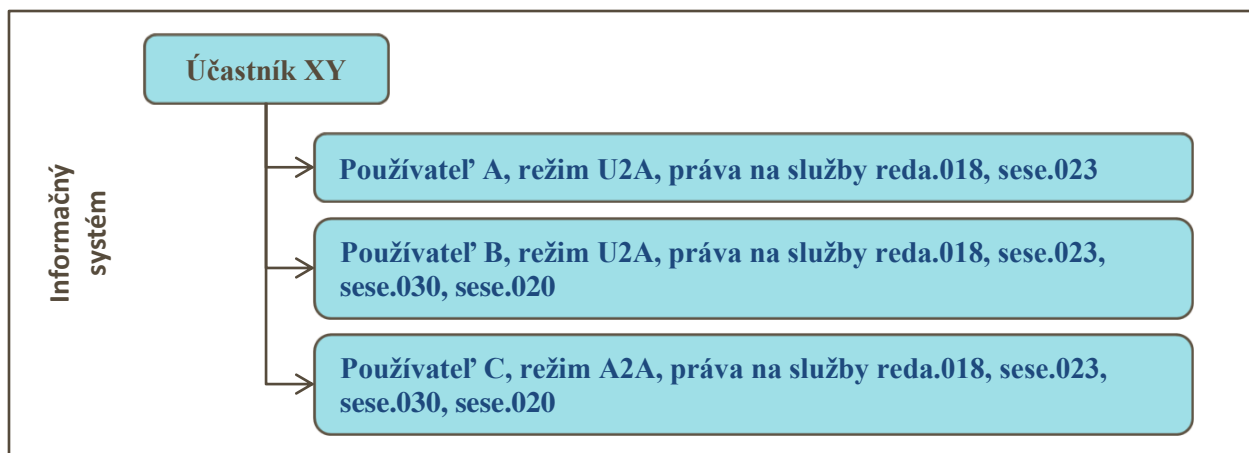 Účastník XY
Informačný
systém
Používateľ A, režim U2A, práva na služby reda.018, sese.023
Používateľ B, režim U2A, práva na služby reda.018, sese.023,
sese.030, sese.020
Používateľ C, režim A2A, práva na služby reda.018, sese.023,
sese.030, sese.020